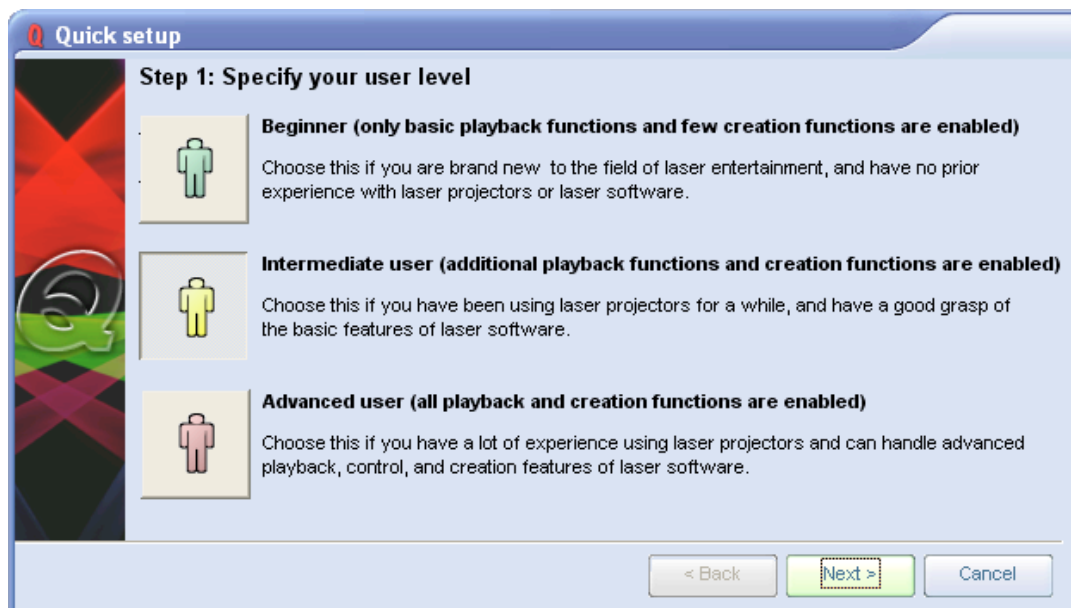 Quick setup
Step 1: Specify your user level
Beginner (only basic playback functions and few creation functions are enabled)
Choose this if you are brand new  to the field of laser entertainment, and have no prior
experience with laser projectors or laser software.
Intermediate user (additional playback functions and creation functions are enabled)
Choose this if you have been using laser projectors for a while, and have a good grasp of
the basic features of laser software.
Advanced user (all playback and creation functions are enabled)
Choose this if you have a lot of experience using laser projectors and can handle advanced
playback, control, and creation features of laser software.
< Back
Next >
Cancel